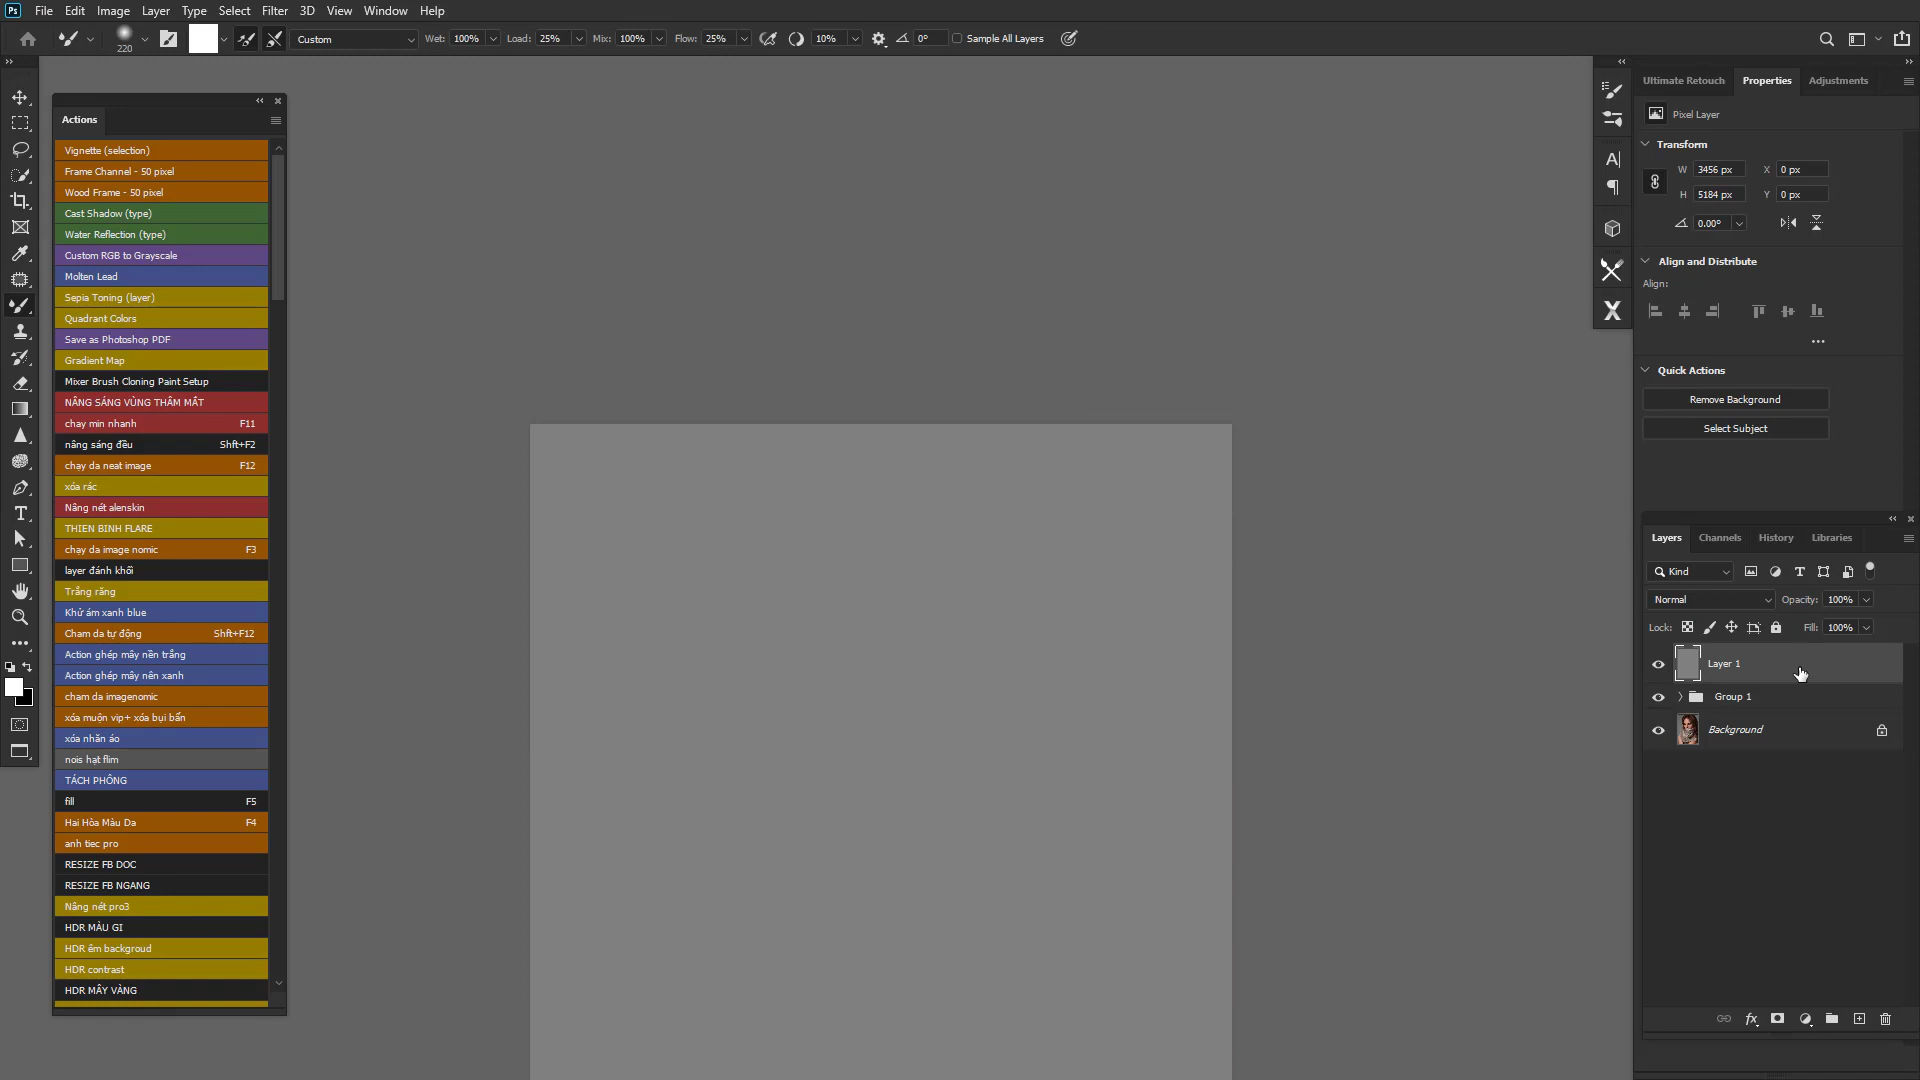 Ps File Edit Image Layer Type Select Filter 3D View Window Help
220 Custom Wet: 100% Load: 25% Mix: 100% Flow: 25% 10% 0° Sample All Layers
Actions
Vignette (selection)
Frame Channel - 50 pixel
Wood Frame - 50 pixel
Cast Shadow (type)
Water Reflection (type)
Custom RGB to Grayscale
Molten Lead
Sepia Toning (layer)
Quadrant Colors
Save as Photoshop PDF
Gradient Map
Mixer Brush Cloning Paint Setup
NÂNG SÁNG VÙNG THÂM MẮT
chay min nhanh F11
nâng sáng đều Shft+F2
chạy da neat image F12
xóa rác
Nâng nét alenskin
THIEN BINH FLARE
chạy da image nomic F3
layer đánh khối
Trắng răng
Khử ám xanh blue
Cham da tự động Shft+F12
Action ghép mây nền trắng
Action ghép mây nên xanh
cham da imagenomic
xóa muộn vip+ xóa bụi bẩn
xóa nhăn áo
nois hạt flim
TÁCH PHÔNG
fill F5
Hai Hòa Màu Da F4
anh tiec pro
RESIZE FB DOC
RESIZE FB NGANG
Nâng nét pro3
HDR MÀU GI
HDR êm backgroud
HDR contrast
HDR MÂY VÀNG
Ultimate Retouch Properties Adjustments
Pixel Layer
Transform
W 3456 px X 0 px
H 5184 px Y 0 px
0.00°
Align and Distribute
Align:
Quick Actions
Remove Background
Select Subject
Layers Channels History Libraries
Kind
Normal Opacity: 100%
Lock: Fill: 100%
Layer 1
Group 1
Background